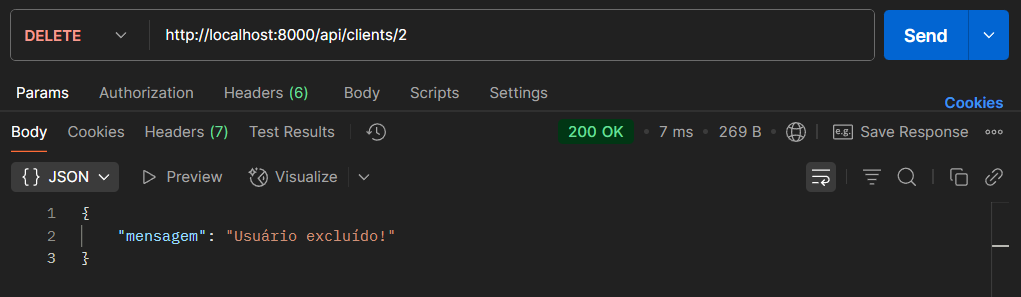 DELETE http://localhost:8000/api/clients/2 Send
Params Authorization Headers (6) Body Scripts Settings Cookies
Body Cookies Headers (7) Test Results 200 OK • 7 ms • 269 B • e.g. Save Response
{} JSON Preview Visualize
1 {
2 "mensagem": "Usuário excluído!"
3 }